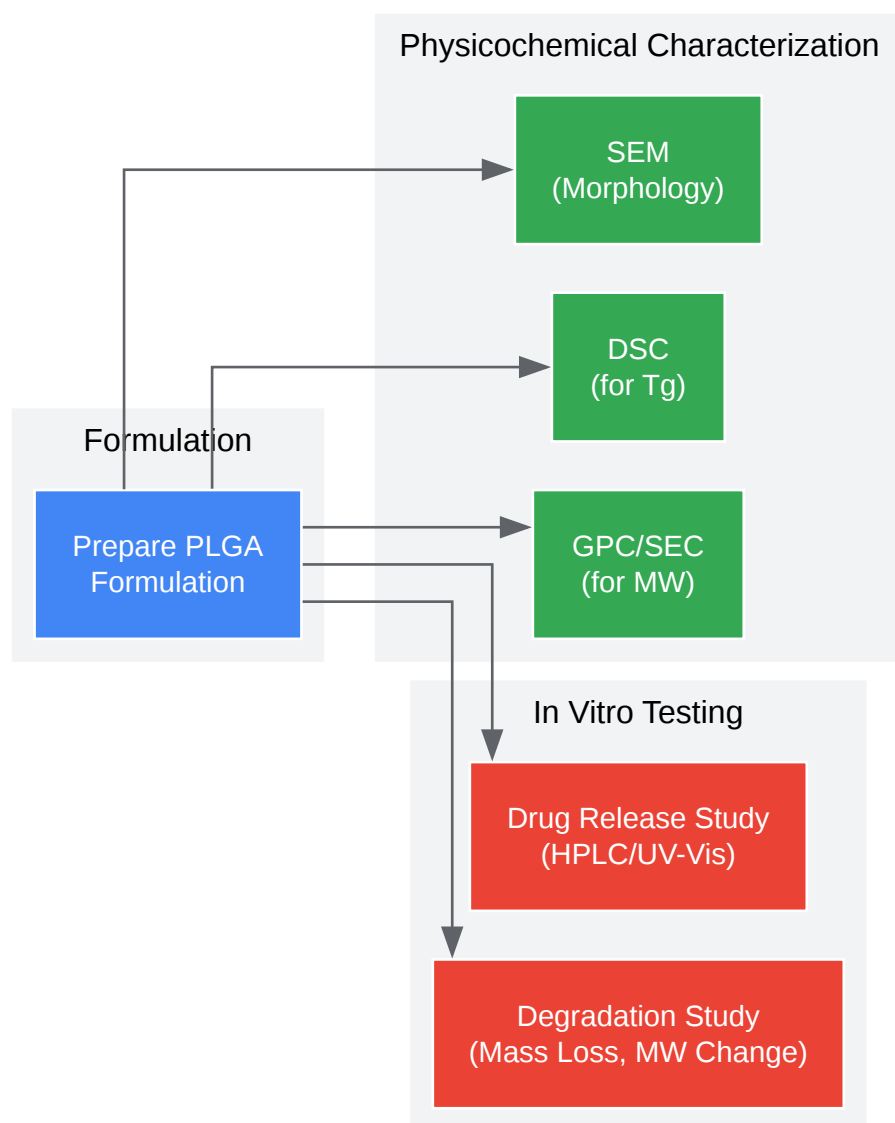 Physicochemical Characterization
SEM
(Morphology)
DSC
(for Tg)
Formulation
Prepare PLGA
Formulation
GPC/SEC
(for MW)
In Vitro Testing
Drug Release Study
(HPLC/UV-Vis)
Degradation Study
(Mass Loss, MW Change)